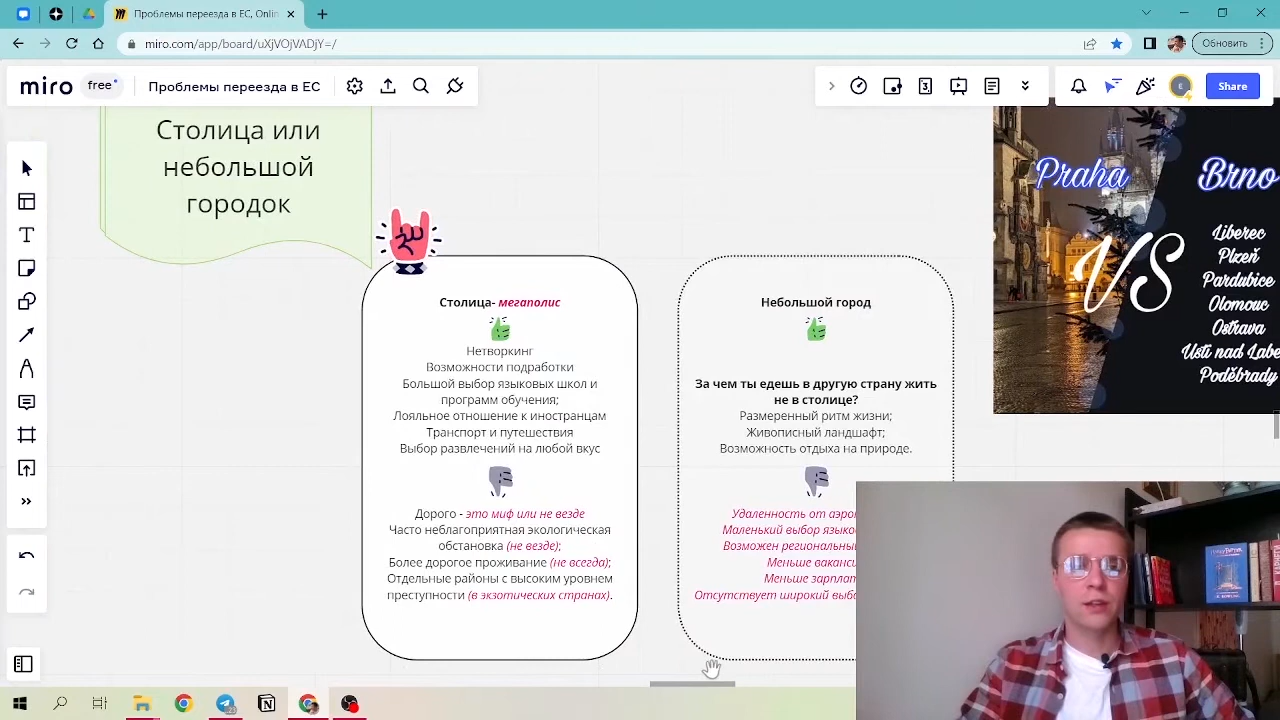 Проблемы переезда в ЕС, Onlin
miro.com/app/board/uXjVOjVADjY=/
Обновить
miro
free
Проблемы переезда в ЕС
3
E
Share
Столица или
небольшой
городок
Praha
Brno
VS
Liberec
Plzeň
Pardubice
Olomouc
Ostrava
Usti nad Labe
Poděbrady
Столица- мегаполис
Нетворкинг
Возможности подработки
Большой выбор языковых школ и
программ обучения;
Лояльное отношение к иностранцам
Транспорт и путешествия
Выбор развлечений на любой вкус
Дорого - это миф или не везде
Часто неблагоприятная экологическая
обстановка (не везде);
Более дорогое проживание (не всегда);
Отдельные районы с высоким уровнем
преступности (в экзотических странах).
Небольшой город
За чем ты едешь в другую страну жить
не в столице?
Размеренный ритм жизни;
Живописный ландшафт;
Возможность отдыха на природе.
Удаленность от аэро
Маленький выбор языко
Возможен региональны
Меньше ваканси
Меньше зарплат
Отсутствует широкий выбо